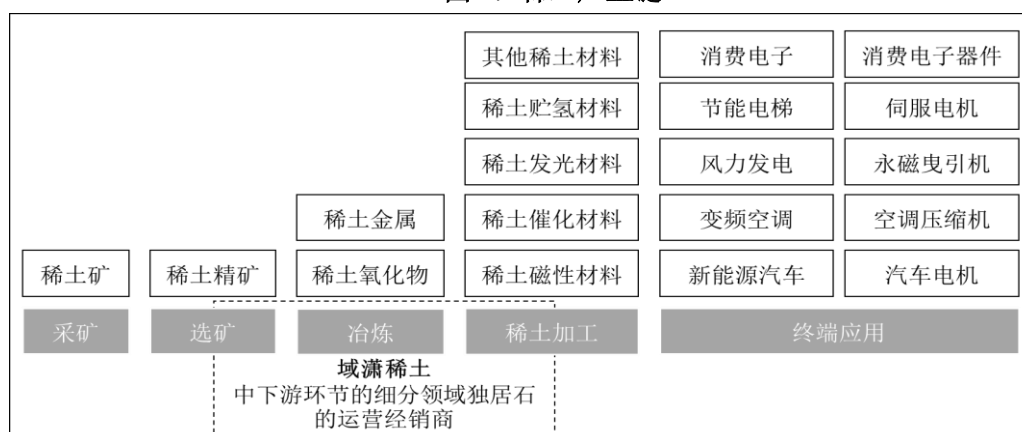 其他稀土材料 消费电子 消费电子器件
稀土贮氢材料 节能电梯 伺服电机
稀土发光材料 风力发电 永磁曳引机
稀土金属 稀土催化材料 变频空调 空调压缩机
稀土矿 稀土精矿 稀土氧化物 稀土磁性材料 新能源汽车 汽车电机
采矿 选矿 冶炼 稀土加工 终端应用
域潇稀土
中下游环节的细分领域独居石
的运营经销商